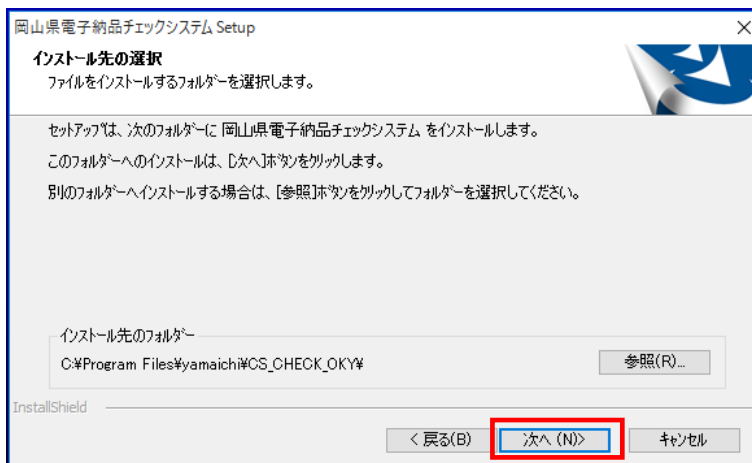 岡山県電子納品チェックシステム Setup
インストール先の選択
ファイルをインストールするフォルダーを選択します。
セットアップは、次のフォルダーに 岡山県電子納品チェックシステム をインストールします。
このフォルダーへのインストールは、[次へ]ボタンをクリックします。
別のフォルダーへインストールする場合は、[参照]ボタンをクリックしてフォルダーを選択してください。
インストール先のフォルダー
C:¥Program Files¥yamaichi¥CS_CHECK_OKY¥
参照(R)...
InstallShield
< 戻る(B)
次へ (N)>
キャンセル